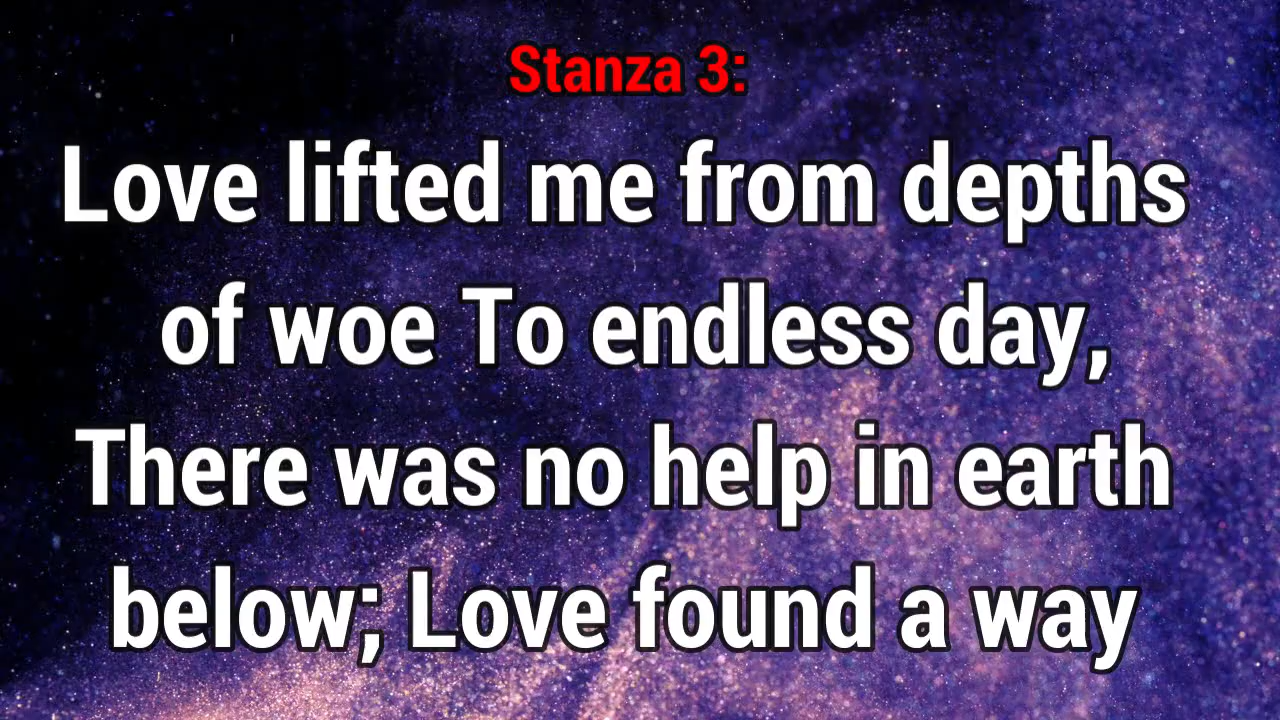 Stanza 3:
Love lifted me from depths
of woe To endless day,
There was no help in earth
below; Love found a way